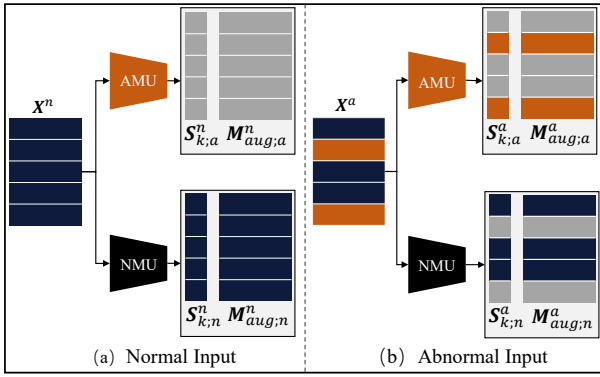 X^n
AMU
S^n_{k;a} M^n_{aug;a}
NMU
S^n_{k;n} M^n_{aug;n}
(a) Normal Input
X^a
AMU
S^a_{k;a} M^a_{aug;a}
NMU
S^a_{k;n} M^a_{aug;n}
(b) Abnormal Input